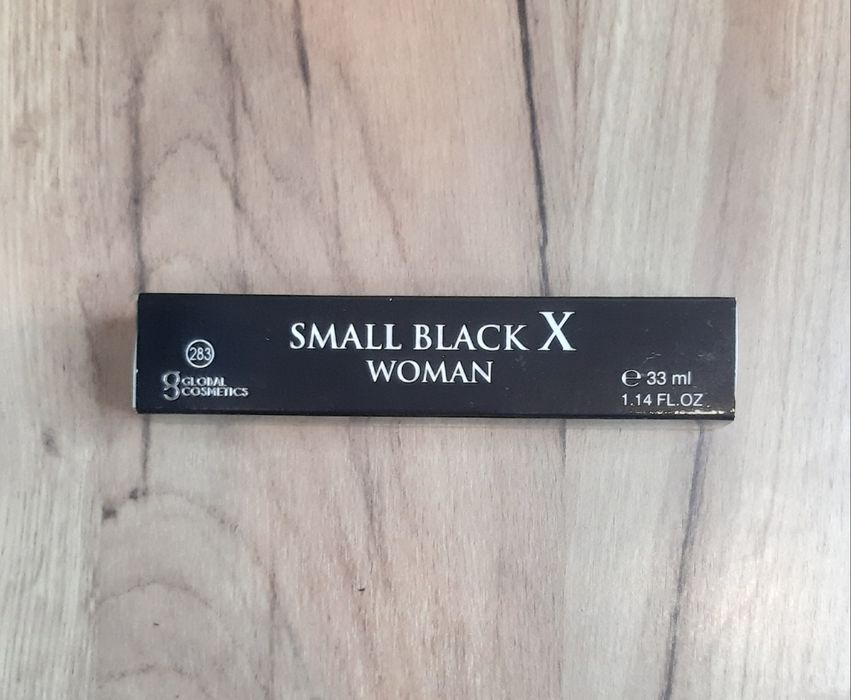 283
GLOBAL
COSMETICS
SMALL BLACK X
WOMAN
℮ 33 ml
1.14 FL.OZ.